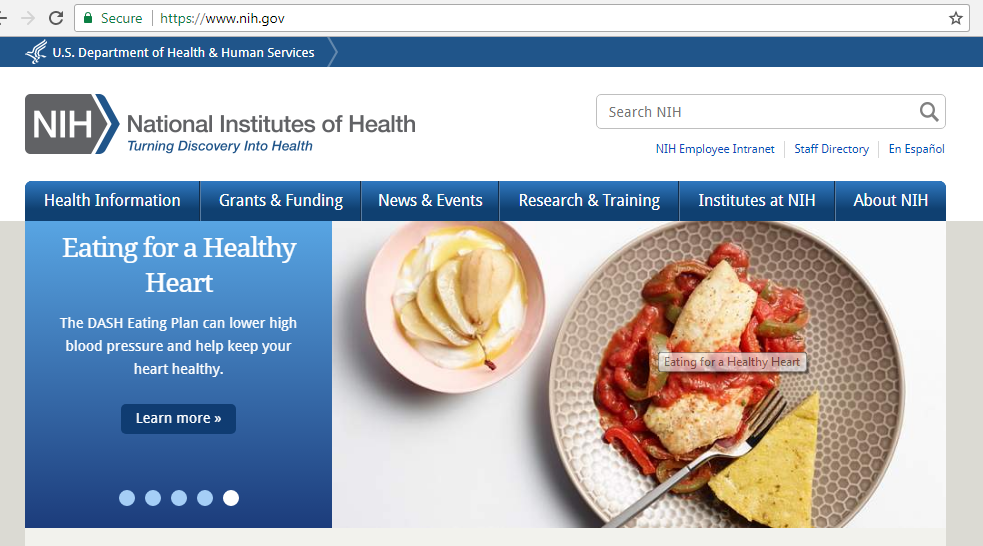 Secure | https://www.nih.gov
U.S. Department of Health & Human Services
NIH
National Institutes of Health
Turning Discovery Into Health
Search NIH
NIH Employee Intranet
Staff Directory
En Español
Health Information
Grants & Funding
News & Events
Research & Training
Institutes at NIH
About NIH
Eating for a Healthy
Heart
The DASH Eating Plan can lower high
blood pressure and help keep your
heart healthy.
Learn more »
Eating for a Healthy Heart